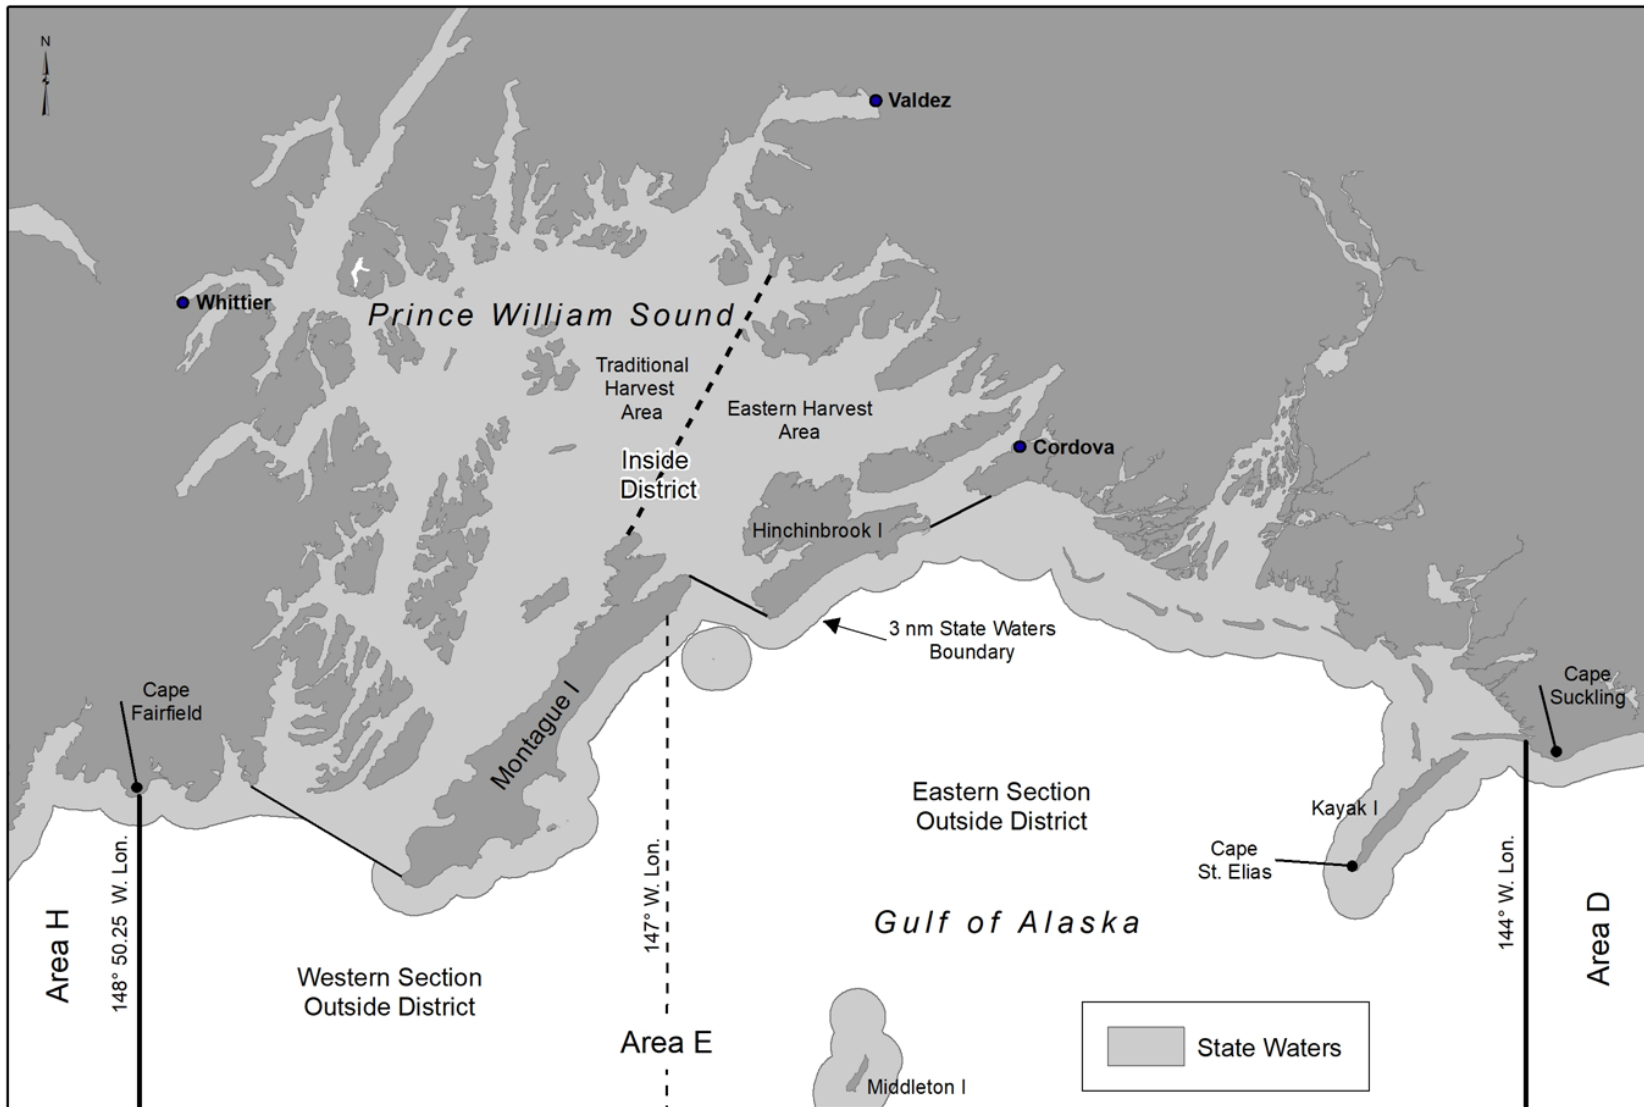 N
Valdez
Whittier
Prince William Sound
Traditional
Harvest
Area
Eastern Harvest
Area
Inside
District
Cordova
Hinchinbrook I
3 nm State Waters
Boundary
Cape
Fairfield
Cape
Suckling
Montague I
Eastern Section
Outside District
Kayak I
Cape
St. Elias
Gulf of Alaska
Area H
148° 50.25 W. Lon.
147° W. Lon.
144° W. Lon.
Area D
Western Section
Outside District
Area E
State Waters
Middleton I